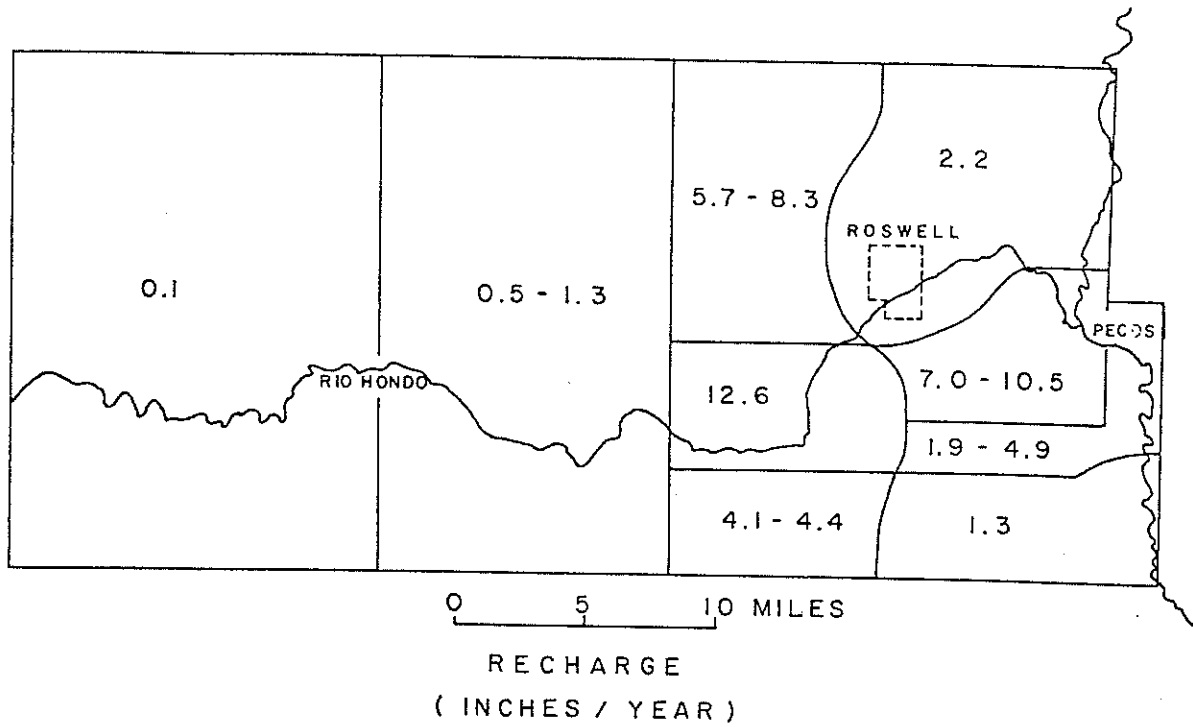 2.2
5.7 - 8.3
ROSWELL
0.1
0.5 - 1.3
PECOS
RIO HONDO
12.6
7.0 - 10.5
1.9 - 4.9
4.1 - 4.4
1.3
0 5 10 MILES
RECHARGE
( INCHES / YEAR )